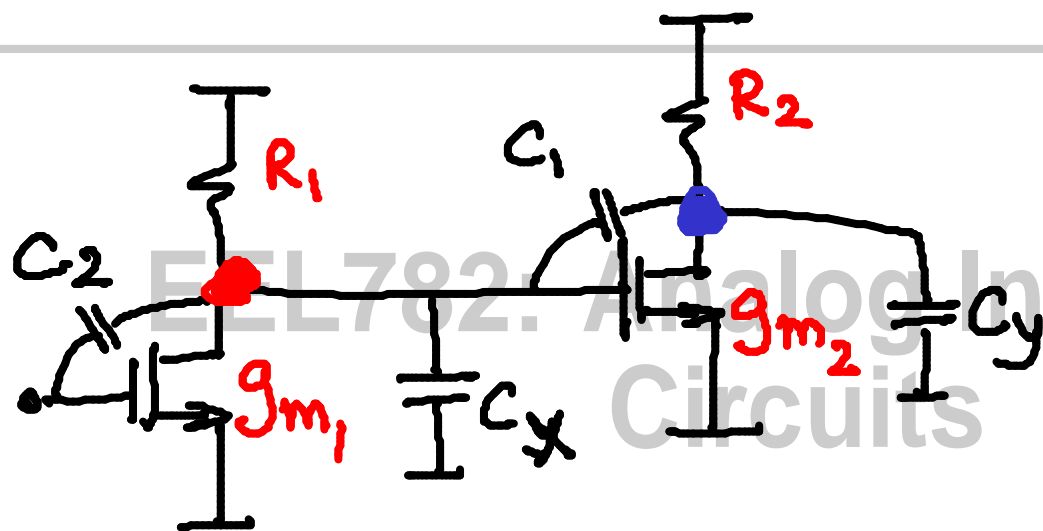 R2
R1
C1
C2
EEL782: Analog In
Cy
gm2
gm1
Cx
Circuits